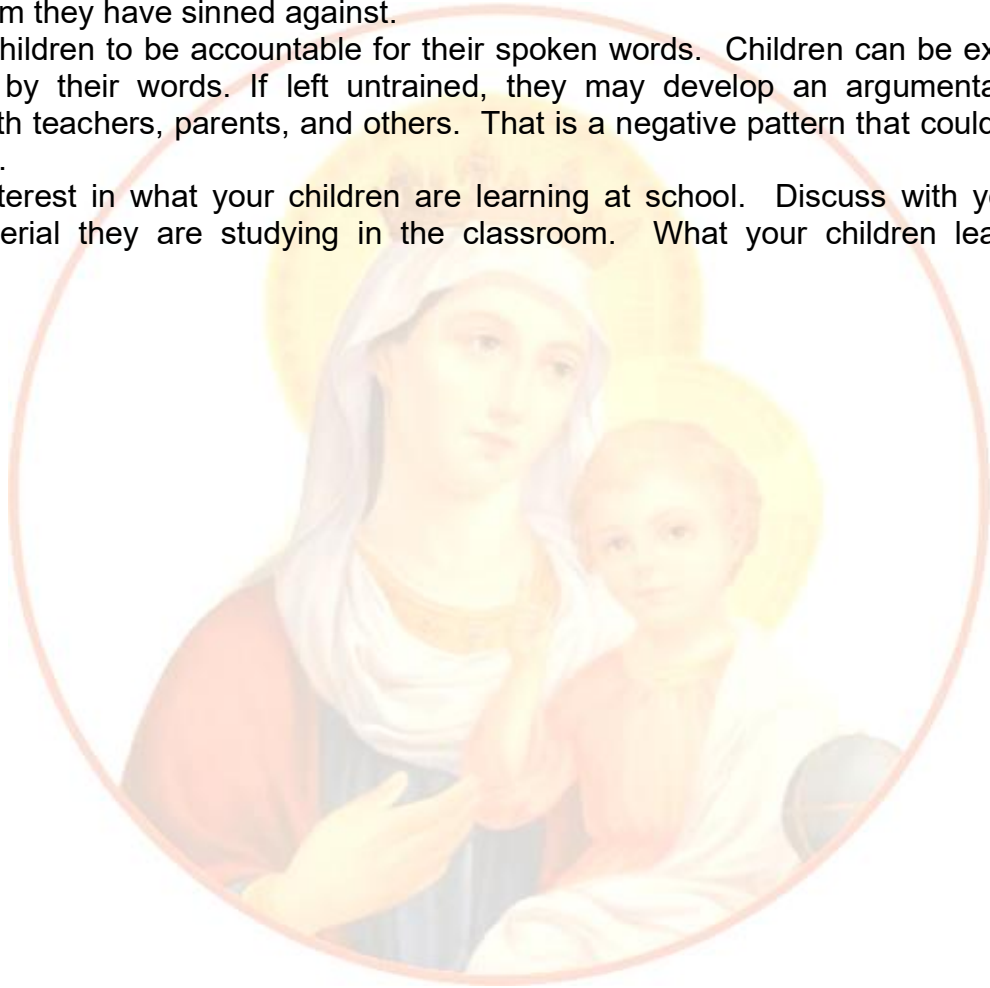 m they have sinned against.
hildren to be accountable for their spoken words. Children can be ex
by their words. If left untrained, they may develop an argumenta
th teachers, parents, and others. That is a negative pattern that could
.
terest in what your children are learning at school. Discuss with yo
erial they are studying in the classroom. What your children lea